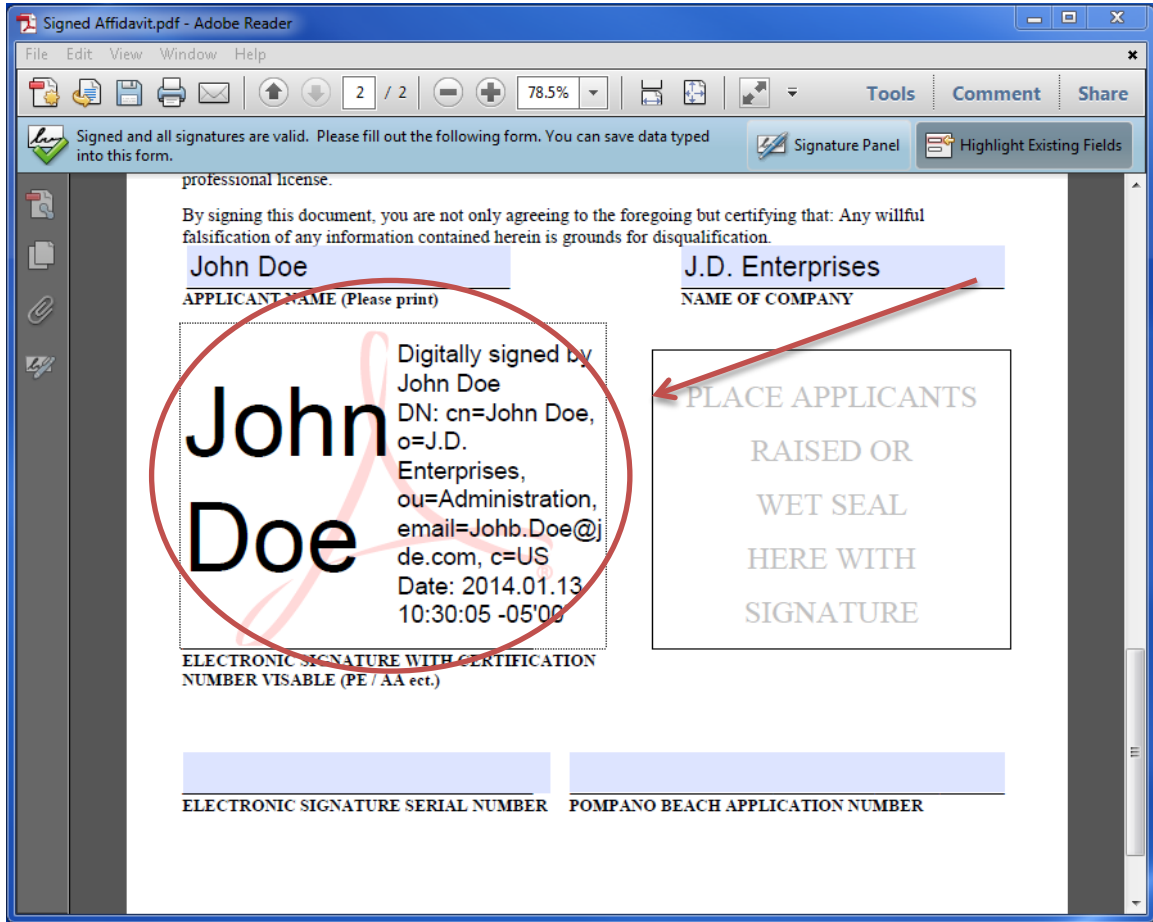 Signed Affidavit.pdf - Adobe Reader
File Edit View Window Help
2 / 2 78.5% Tools Comment Share
Signed and all signatures are valid. Please fill out the following form. You can save data typed
into this form.
Signature Panel
Highlight Existing Fields
professional license.
By signing this document, you are not only agreeing to the foregoing but certifying that: Any willful
falsification of any information contained herein is grounds for disqualification.
John Doe
APPLICANT NAME (Please print)
J.D. Enterprises
NAME OF COMPANY
John
Doe
Digitally signed by
John Doe
DN: cn=John Doe,
o=J.D.
Enterprises,
ou=Administration,
email=Johb.Doe@j
de.com, c=US
Date: 2014.01.13
10:30:05 -05'00'
®
PLACE APPLICANTS
RAISED OR
WET SEAL
HERE WITH
SIGNATURE
ELECTRONIC SIGNATURE WITH CERTIFICATION
NUMBER VISABLE (PE / AA ect.)
ELECTRONIC SIGNATURE SERIAL NUMBER
POMPANO BEACH APPLICATION NUMBER